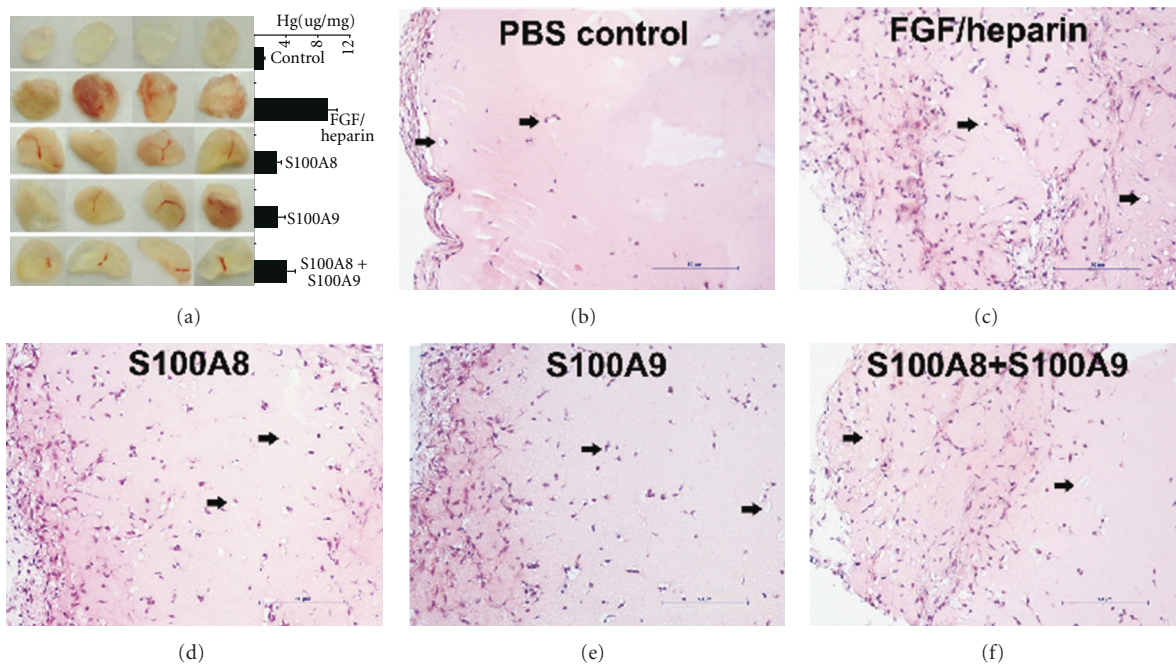 Hg(ug/mg)
4
8
12
Control
FGF/
heparin
S100A8
S100A9
S100A8 +
S100A9
(a)
PBS control
(b)
FGF/heparin
(c)
S100A8
(d)
S100A9
(e)
S100A8+S100A9
(f)